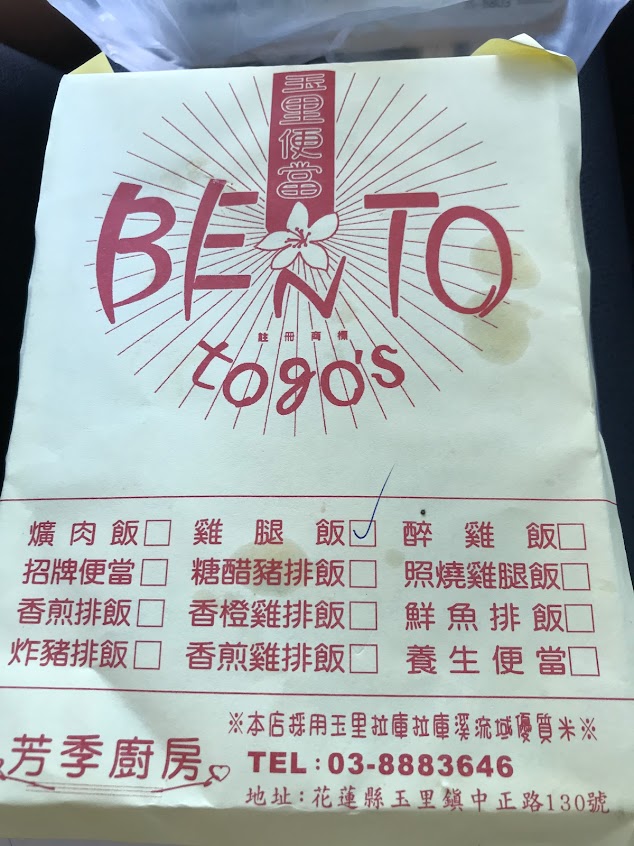 玉里便當
BENTO
註冊商標
togo's
爌肉飯□ 雞腿飯☑ 醉雞飯□
招牌便當□ 糖醋豬排飯□ 照燒雞腿飯□
香煎排飯□ 香橙雞排飯□ 鮮魚排飯□
炸豬排飯□ 香煎雞排飯□ 養生便當□
※本店採用玉里拉庫拉庫溪流域優質米※
芳季廚房
TEL:03-8883646
地址:花蓮縣玉里鎮中正路130號